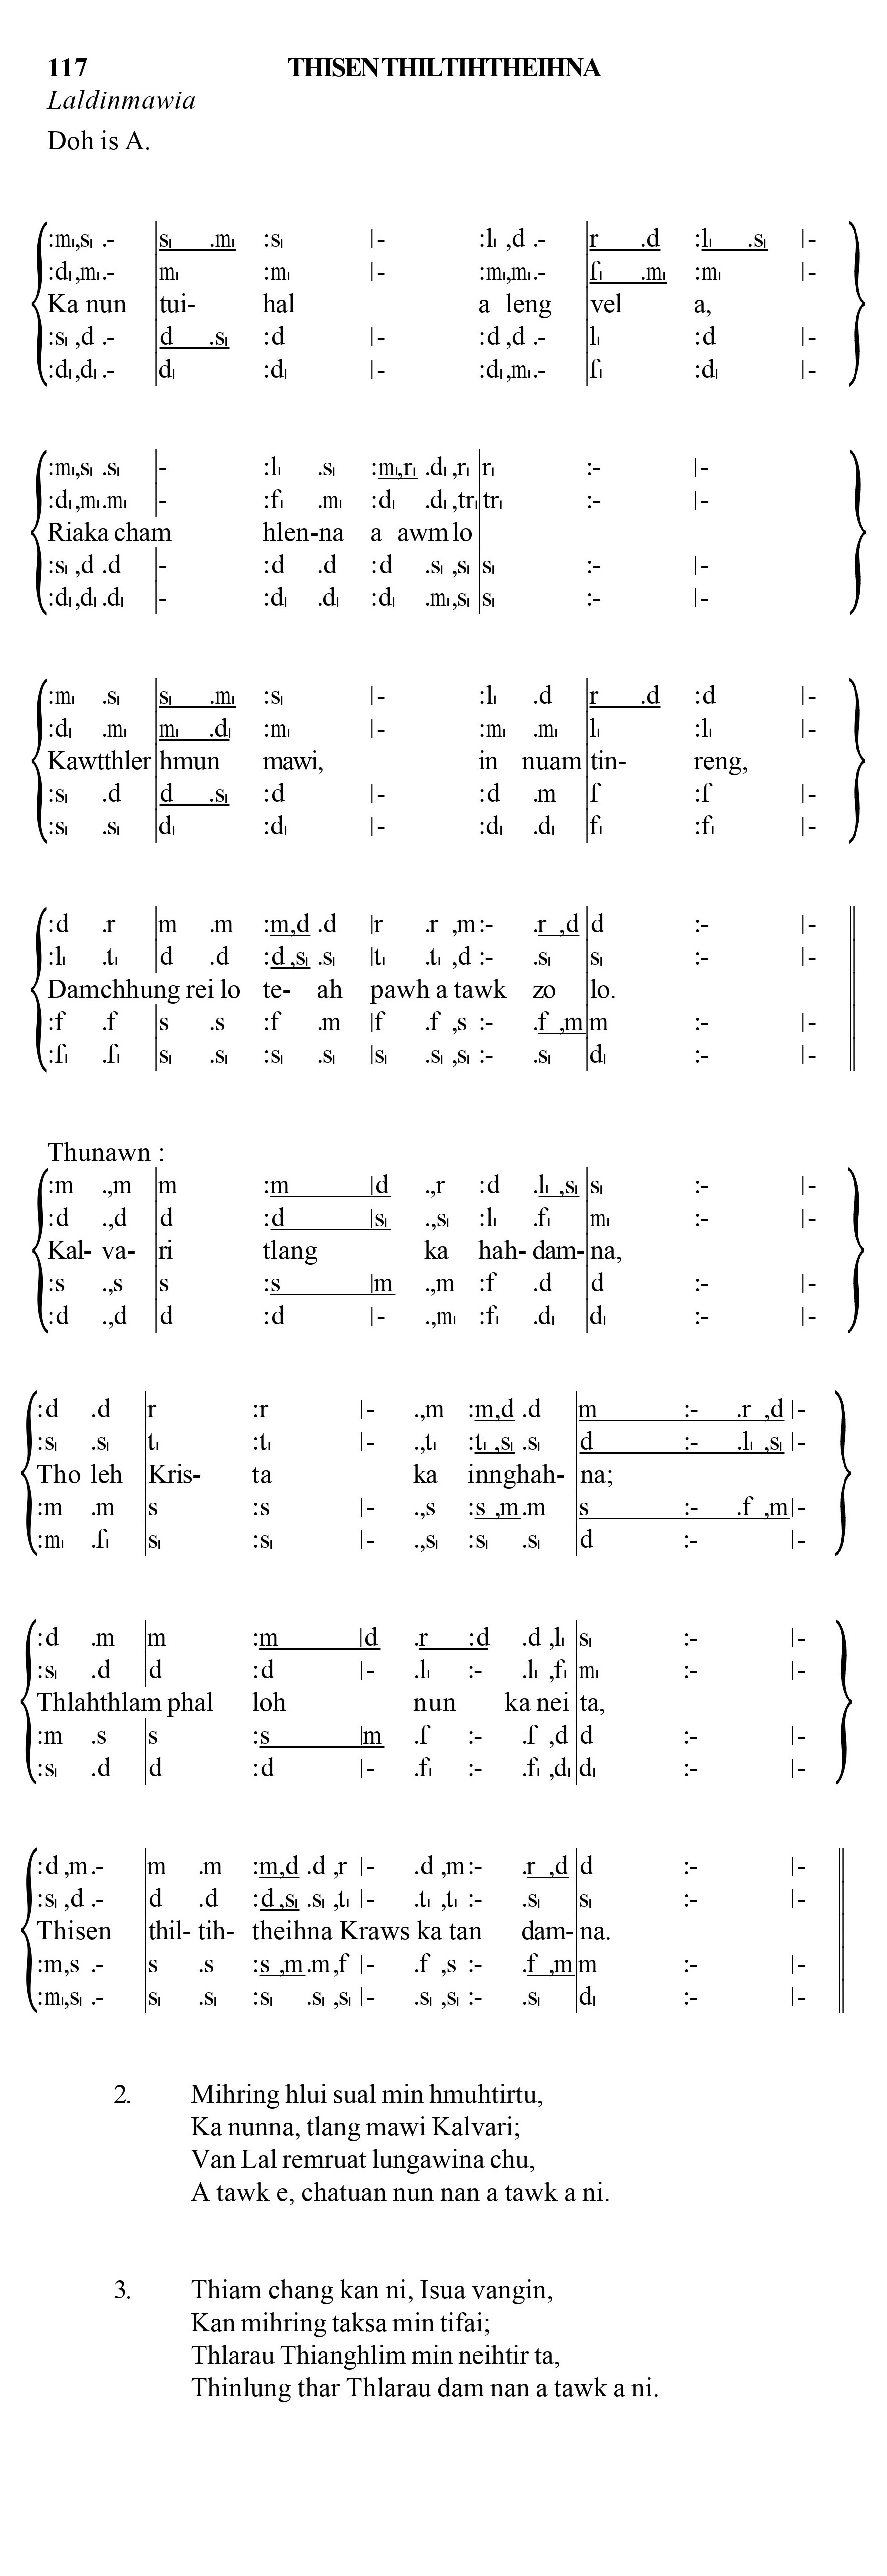 117 THISEN THILTIHTHEIHNA
Laldinmawia
Doh is A.
:m₁,s₁ .- |s₁ .m₁ :s₁ |- :l₁ ,d .- |r .d :l₁ .s₁ |-
:d₁,m₁.- |m₁ :m₁ |- :m₁,m₁.- |f₁ .m₁ :m₁ |-
Ka nun tui- hal a leng vel a,
:s₁ ,d .- |d .s₁ :d |- :d ,d .- |l₁ :d |-
:d₁,d₁ .- |d₁ :d₁ |- :d₁,m₁.- |f₁ :d₁ |-
:m₁,s₁ .s₁ |- :l₁ .s₁ :m₁,r₁ .d₁ ,r₁ |r₁ :- |-
:d₁,m₁.m₁ |- :f₁ .m₁ :d₁ .d₁ ,tr₁ |tr₁ :- |-
Riaka cham hlen-na a awm lo
:s₁ ,d .d |- :d .d :d .s₁ ,s₁ |s₁ :- |-
:d₁,d₁ .d₁ |- :d₁ .d₁ :d₁ .m₁,s₁ |s₁ :- |-
:m₁ .s₁ |s₁ .m₁ :s₁ |- :l₁ .d |r .d :d |-
:d₁ .m₁ |m₁ .d₁ :m₁ |- :m₁ .m₁ |l₁ :l₁ |-
Kawtthler hmun mawi, in nuam tin- reng,
:s₁ .d |d .s₁ :d |- :d .m |f :f |-
:s₁ .s₁ |d₁ :d₁ |- :d₁ .d₁ |f₁ :f₁ |-
:d .r |m .m :m,d .d |r .r ,m :- .r ,d |d :- |-
:l₁ .t₁ |d .d :d ,s₁ .s₁ |t₁ .t₁ ,d :- .s₁ |s₁ :- |-
Damchhung rei lo te- ah pawh a tawk zo lo.
:f .f |s .s :f .m |f .f ,s :- .f ,m |m :- |-
:f₁ .f₁ |s₁ .s₁ :s₁ .s₁ |s₁ .s₁ ,s₁ :- .s₁ |d₁ :- |-
Thunawn :
:m .,m |m :m |d .,r :d .l₁ ,s₁ |s₁ :- |-
:d .,d |d :d |s₁ .,s₁ :l₁ .f₁ |m₁ :- |-
Kal- va- ri tlang ka hah- dam- na,
:s .,s |s :s |m .,m :f .d |d :- |-
:d .,d |d :d |- .,m₁ :f₁ .d₁ |d₁ :- |-
:d .d |r :r |- .,m :m,d .d |m :- .r ,d |-
:s₁ .s₁ |t₁ :t₁ |- .,t₁ :t₁ ,s₁ .s₁ |d :- .l₁ ,s₁ |-
Tho leh Kris- ta ka innghah- na;
:m .m |s :s |- .,s :s ,m .m |s :- .f ,m |-
:m₁ .f₁ |s₁ :s₁ |- .,s₁ :s₁ .s₁ |d :- |-
:d .m |m :m |d .r :d .d ,l₁ |s₁ :- |-
:s₁ .d |d :d |- .l₁ :- .l₁ ,f₁ |m₁ :- |-
Thlahthlam phal loh nun ka nei ta,
:m .s |s :s |m .f :- .f ,d |d :- |-
:s₁ .d |d :d |- .f₁ :- .f₁ ,d₁ |d₁ :- |-
:d ,m .- |m .m :m,d .d ,r |- .d ,m :- .r ,d |d :- |-
:s₁ ,d .- |d .d :d ,s₁ .s₁ ,t₁ |- .t₁ ,t₁ :- .s₁ |s₁ :- |-
Thisen thil- tih- theihna Kraws ka tan dam- na.
:m,s .- |s .s :s ,m .m,f |- .f ,s :- .f ,m |m :- |-
:m₁,s₁ .- |s₁ .s₁ :s₁ .s₁ ,s₁ |- .s₁ ,s₁ :- .s₁ |d₁ :- |-
2. Mihring hlui sual min hmuhtirtu,
Ka nunna, tlang mawi Kalvari;
Van Lal remruat lungawina chu,
A tawk e, chatuan nun nan a tawk a ni.
3. Thiam chang kan ni, Isua vangin,
Kan mihring taksa min tifai;
Thlarau Thianghlim min neihtir ta,
Thinlung thar Thlarau dam nan a tawk a ni.